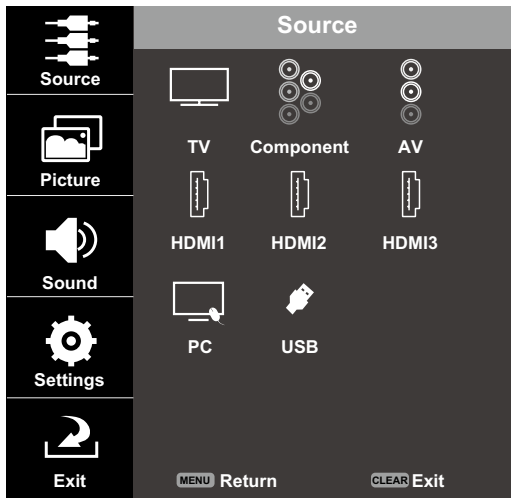 Source
Source
Picture
Sound
Settings
Exit
TV Component AV
HDMI1 HDMI2 HDMI3
PC USB
MENU Return CLEAR Exit